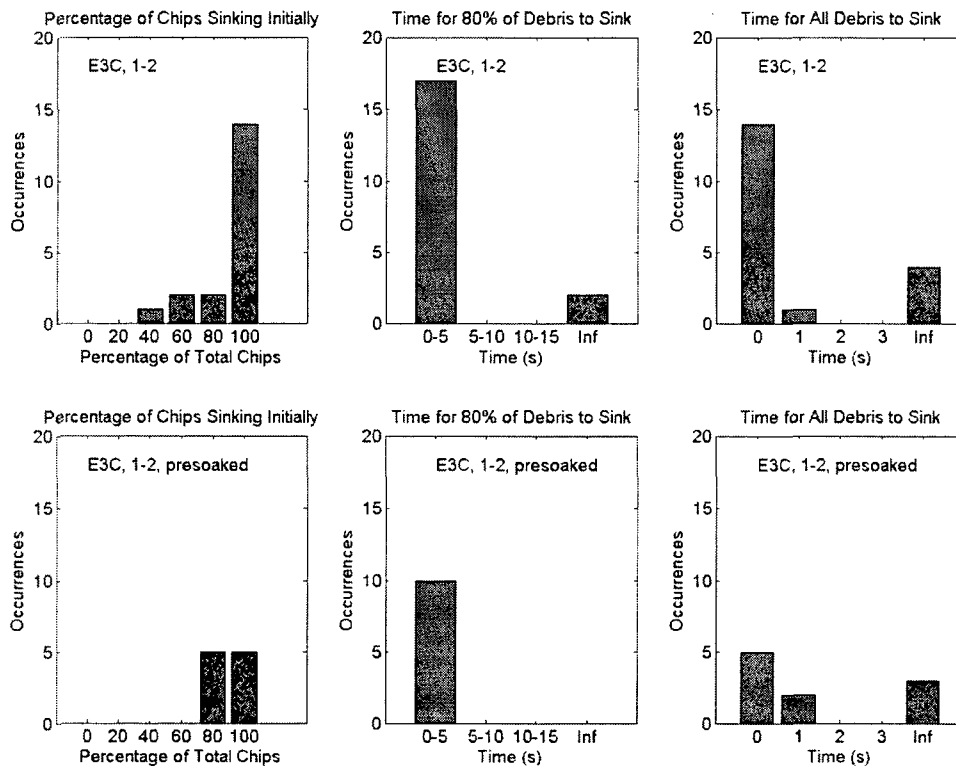 Percentage of Chips Sinking Initially
20
15
10
5
0
Occurrences
E3C, 1-2
0 20 40 60 80 100
Percentage of Total Chips
Time for 80% of Debris to Sink
20
15
10
5
0
Occurrences
E3C, 1-2
0-5 5-10 10-15 Inf
Time (s)
Time for All Debris to Sink
20
15
10
5
0
Occurrences
E3C, 1-2
0 1 2 3 Inf
Time (s)
Percentage of Chips Sinking Initially
20
15
10
5
0
Occurrences
E3C, 1-2, presoaked
0 20 40 60 80 100
Percentage of Total Chips
Time for 80% of Debris to Sink
20
15
10
5
0
Occurrences
E3C, 1-2, presoaked
0-5 5-10 10-15 Inf
Time (s)
Time for All Debris to Sink
20
15
10
5
0
Occurrences
E3C, 1-2, presoaked
0 1 2 3 Inf
Time (s)